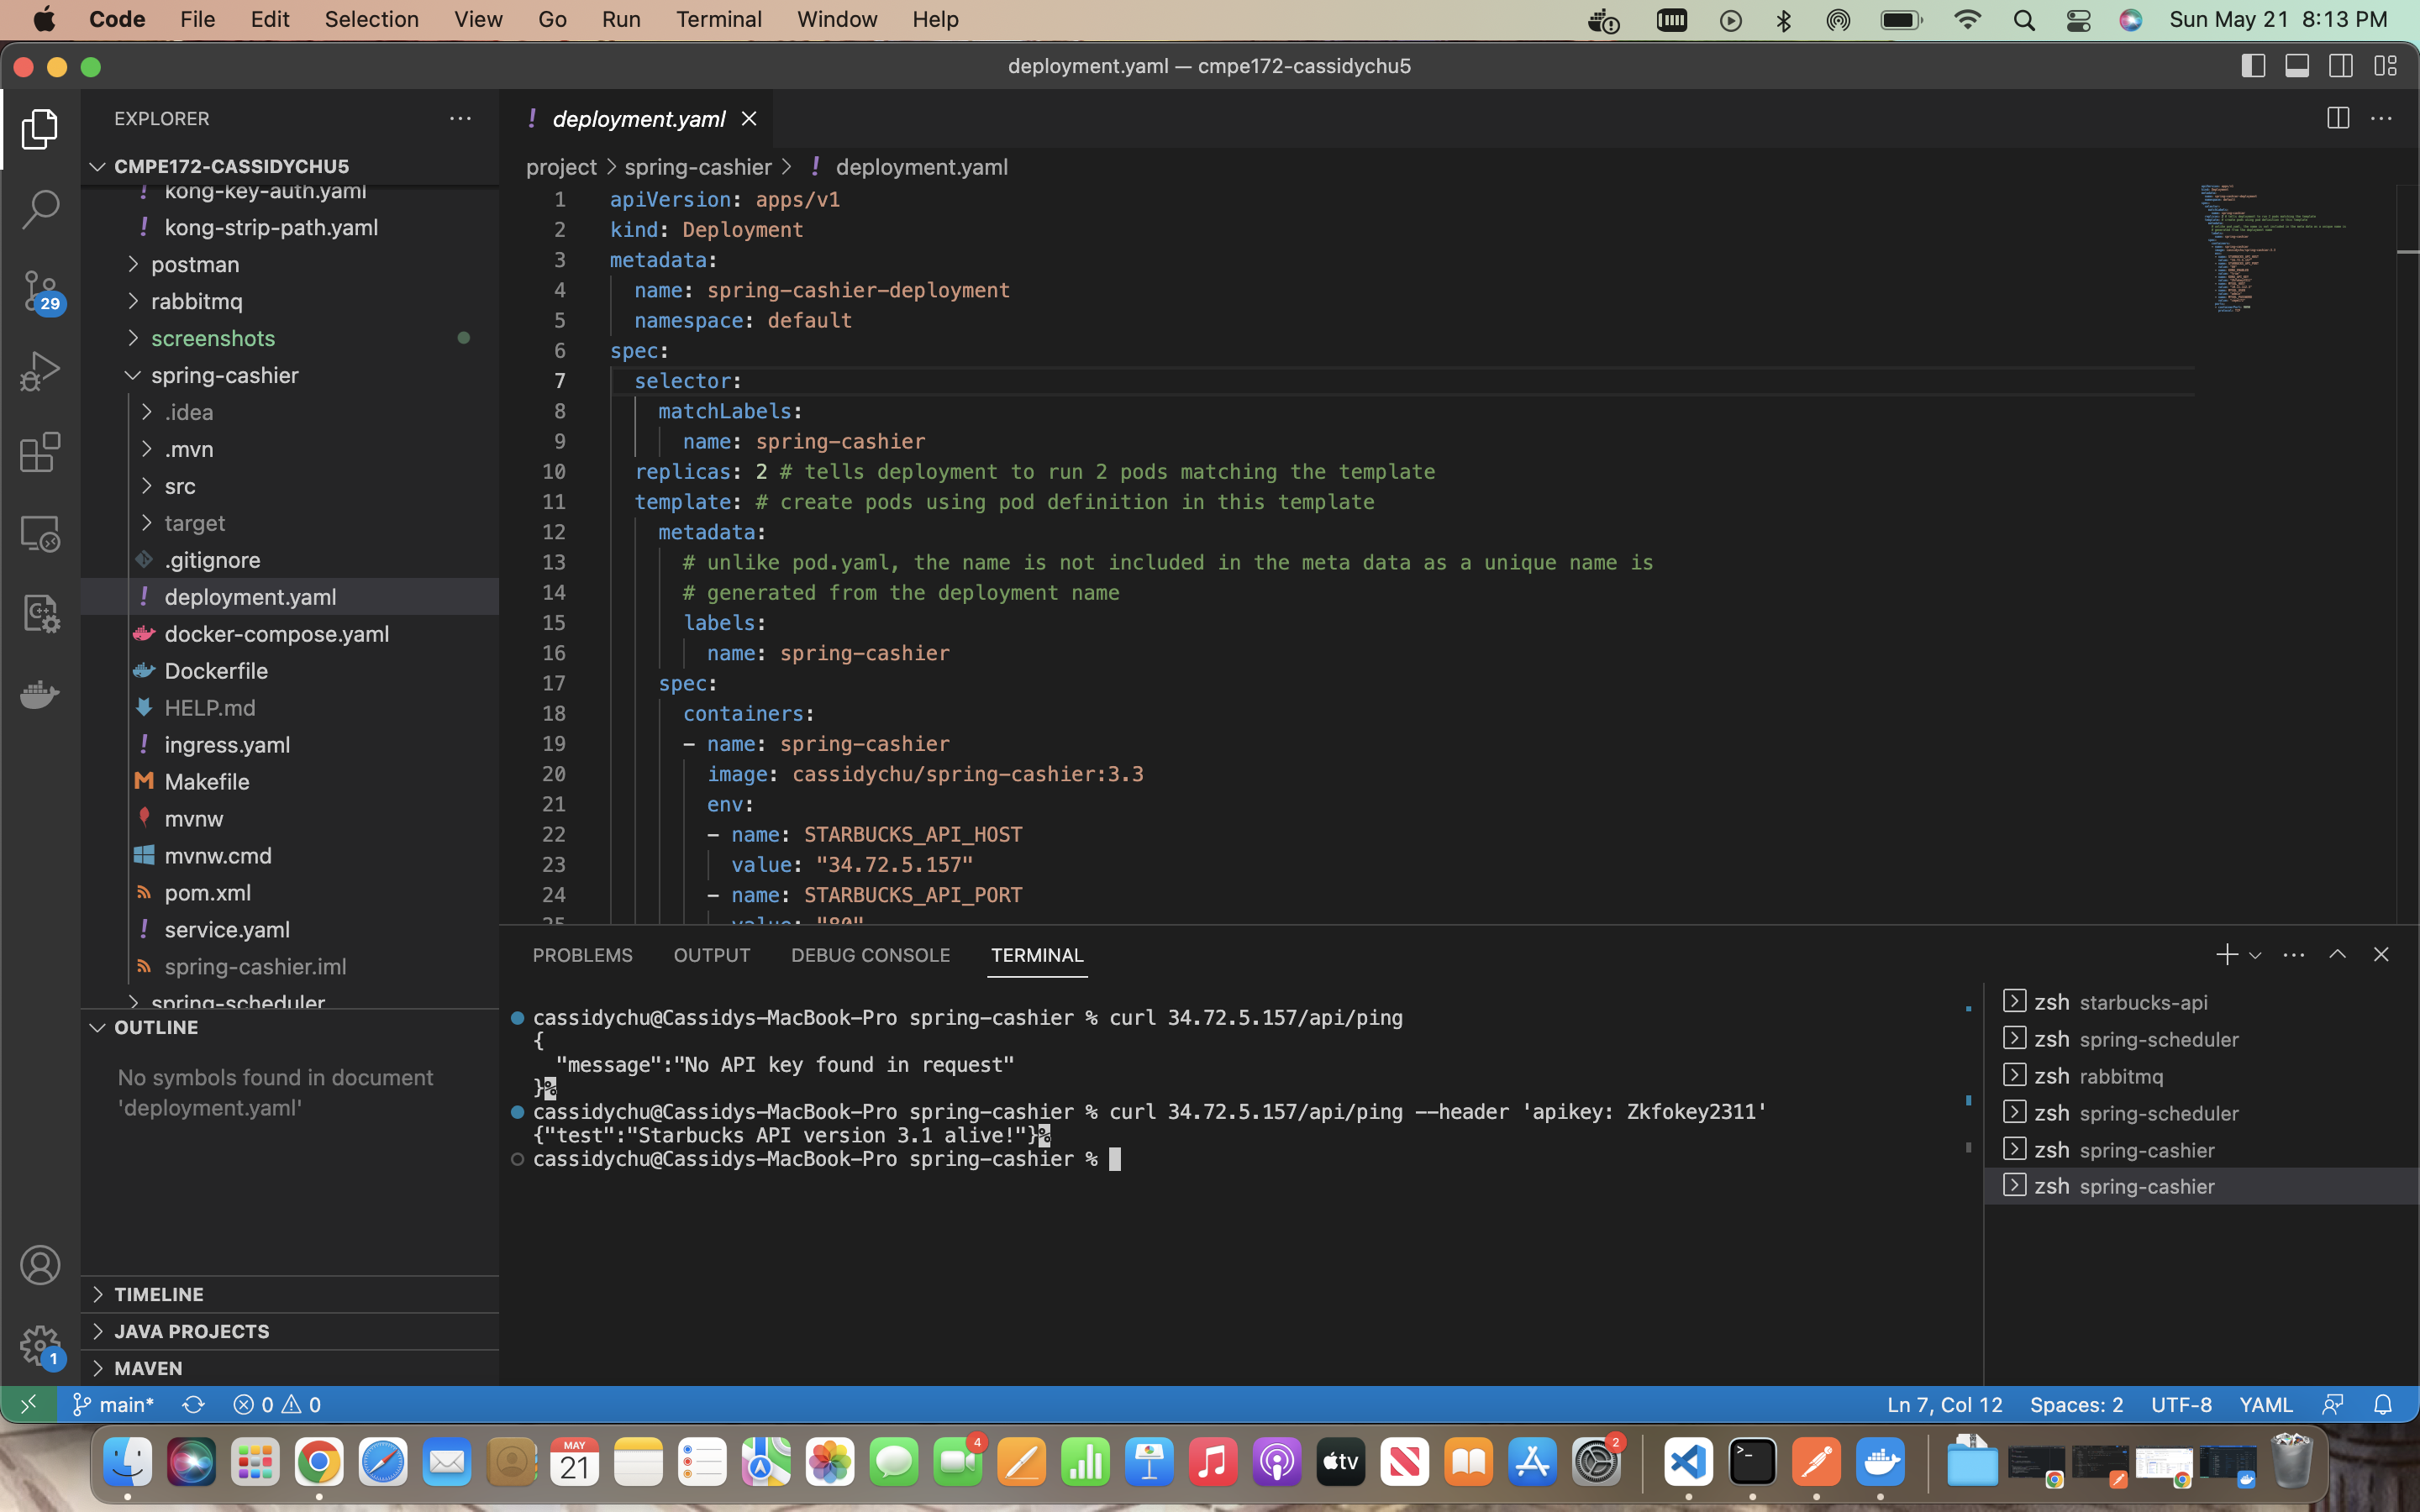 Code File Edit Selection View Go Run Terminal Window Help Sun May 21 8:13 PM
deployment.yaml — cmpe172-cassidychu5
EXPLORER
CMPE172-CASSIDYCHU5
kong-key-auth.yaml
kong-strip-path.yaml
postman
rabbitmq
screenshots
spring-cashier
.idea
.mvn
src
target
.gitignore
deployment.yaml
docker-compose.yaml
Dockerfile
HELP.md
ingress.yaml
Makefile
mvnw
mvnw.cmd
pom.xml
service.yaml
spring-cashier.iml
spring-scheduler
OUTLINE
No symbols found in document
'deployment.yaml'
TIMELINE
JAVA PROJECTS
MAVEN
29
1
! deployment.yaml
project > spring-cashier > ! deployment.yaml
1 apiVersion: apps/v1
2 kind: Deployment
3 metadata:
4 name: spring-cashier-deployment
5 namespace: default
6 spec:
7 selector:
8 matchLabels:
9 name: spring-cashier
10 replicas: 2 # tells deployment to run 2 pods matching the template
11 template: # create pods using pod definition in this template
12 metadata:
13 # unlike pod.yaml, the name is not included in the meta data as a unique name is
14 # generated from the deployment name
15 labels:
16 name: spring-cashier
17 spec:
18 containers:
19 - name: spring-cashier
20 image: cassidychu/spring-cashier:3.3
21 env:
22 - name: STARBUCKS_API_HOST
23 value: "34.72.5.157"
24 - name: STARBUCKS_API_PORT
25 value: "80"
PROBLEMS OUTPUT DEBUG CONSOLE TERMINAL
cassidychu@Cassidys-MacBook-Pro spring-cashier % curl 34.72.5.157/api/ping
{
"message":"No API key found in request"
}%
cassidychu@Cassidys-MacBook-Pro spring-cashier % curl 34.72.5.157/api/ping --header 'apikey: Zkfokey2311'
{"test":"Starbucks API version 3.1 alive!"}%
cassidychu@Cassidys-MacBook-Pro spring-cashier %
zsh starbucks-api
zsh spring-scheduler
zsh rabbitmq
zsh spring-scheduler
zsh spring-cashier
zsh spring-cashier
main* 0 0 Ln 7, Col 12 Spaces: 2 UTF-8 YAML
MAY
21
4
tv
2